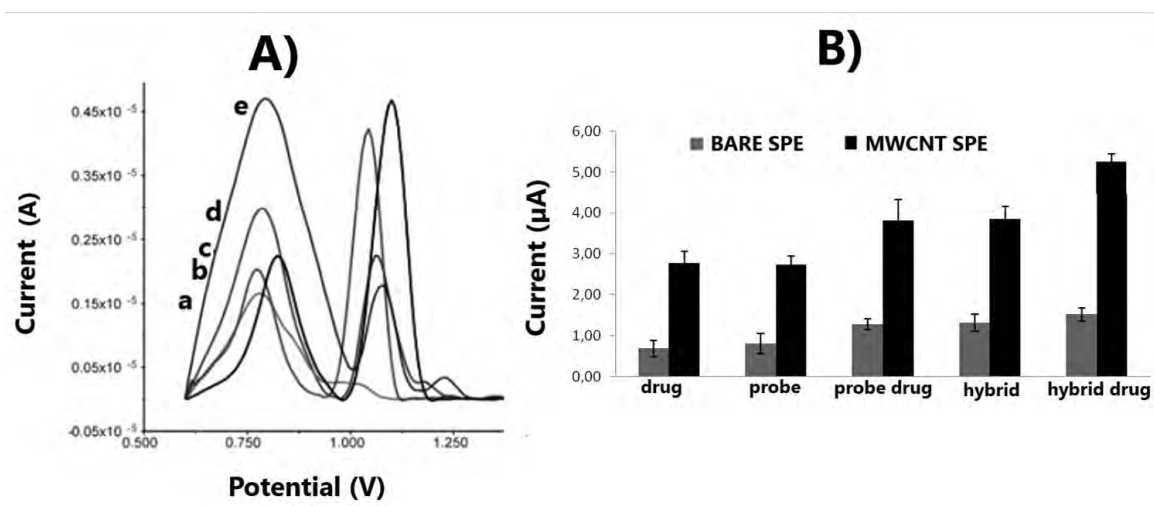 A)
0.45x10 -5
0.35x10 -5
0.25x10 -5
0.15x10 -5
0.05x10 -5
-0.05x10 -5
0.500
0.750
1.000
1.250
Current (A)
Potential (V)
e
d
c
b
a
B)
BARE SPE
MWCNT SPE
Current (µA)
6,00
5,00
4,00
3,00
2,00
1,00
0,00
drug
probe
probe drug
hybrid
hybrid drug